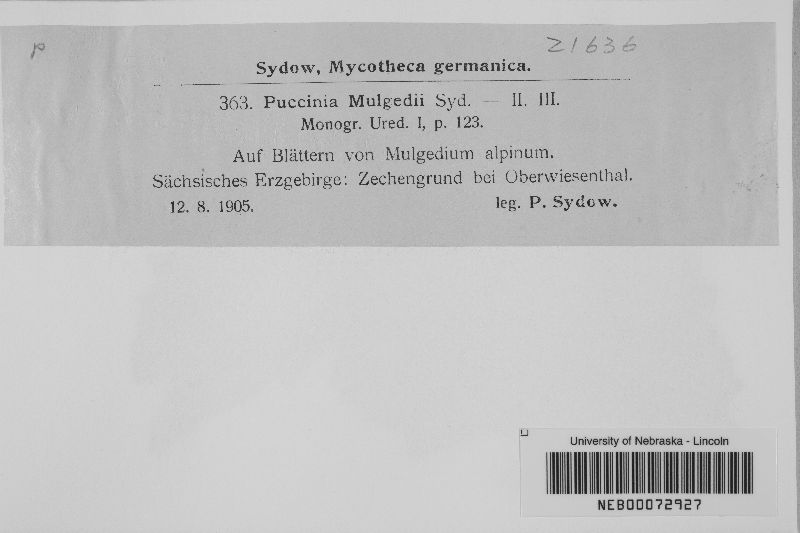 p
21636
Sydow, Mycotheca germanica.
363. Puccinia Mulgedii Syd. — II. III.
Monogr. Ured. I, p. 123.
Auf Blättern von Mulgedium alpinum.
Sächsisches Erzgebirge: Zechengrund bei Oberwiesenthal.
12. 8. 1905. leg. P. Sydow.
University of Nebraska - Lincoln
NEB00072927